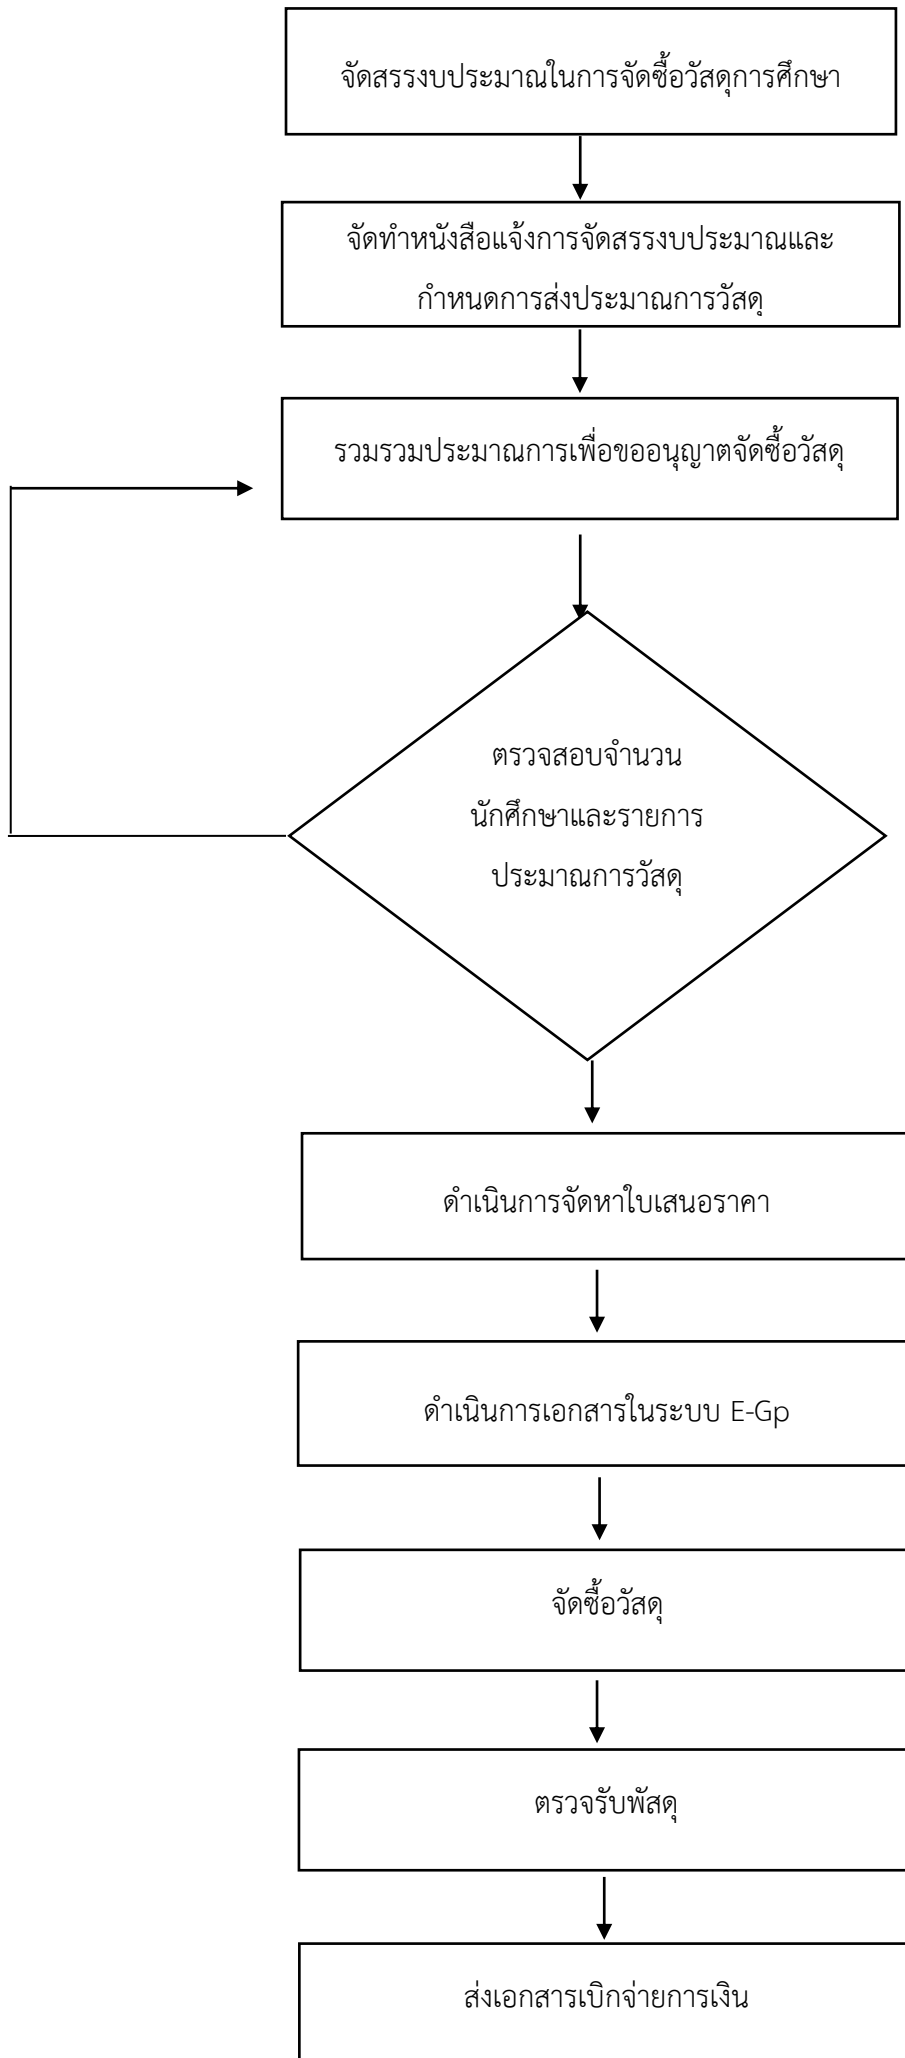 จัดสรรงบประมาณในการจัดซื้อวัสดุการศึกษา
จัดทำหนังสือแจ้งการจัดสรรงบประมาณและ
กำหนดการส่งประมาณการวัสดุ
รวมรวมประมาณการเพื่อขออนุญาตจัดซื้อวัสดุ
ตรวจสอบจำนวน
นักศึกษาและรายการ
ประมาณการวัสดุ
ดำเนินการจัดหาใบเสนอราคา
ดำเนินการเอกสารในระบบ E-Gp
จัดซื้อวัสดุ
ตรวจรับพัสดุ
ส่งเอกสารเบิกจ่ายการเงิน